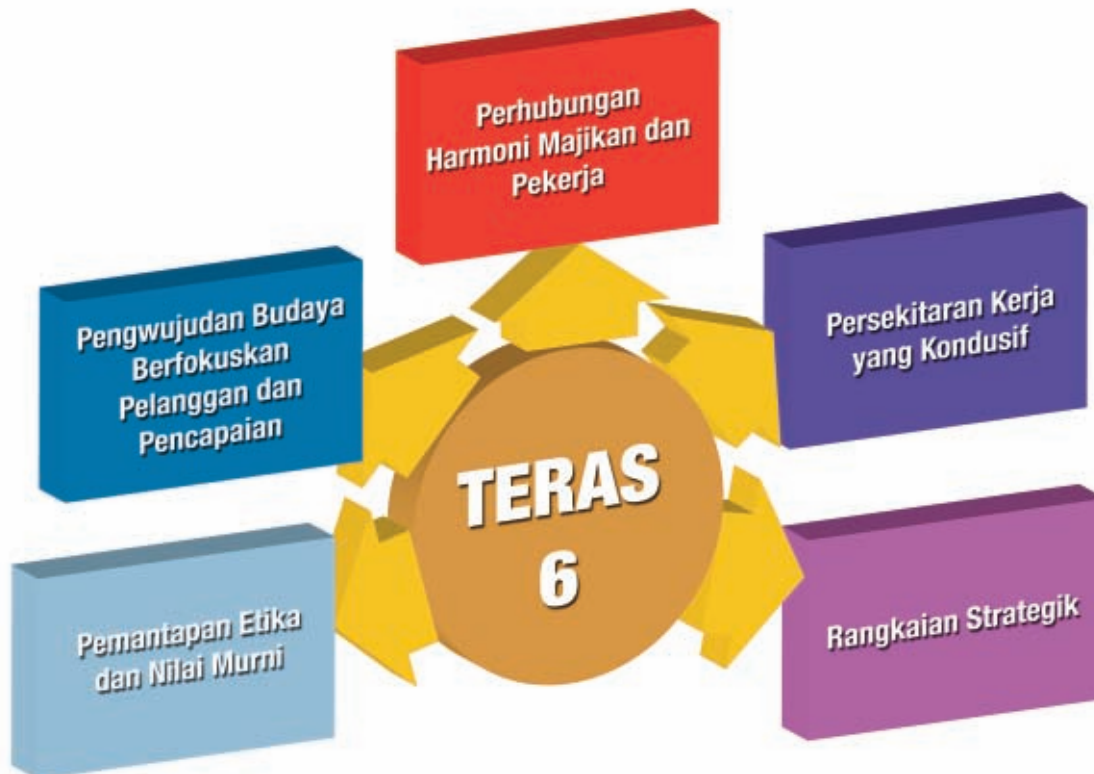 Perhubungan
Harmoni Majikan dan
Pekerja
Pengwujudan Budaya
Berfokuskan
Pelanggan dan
Pencapaian
Persekitaran Kerja
yang Kondusif
TERAS
6
Pemantapan Etika
dan Nilai Murni
Rangkaian Strategik